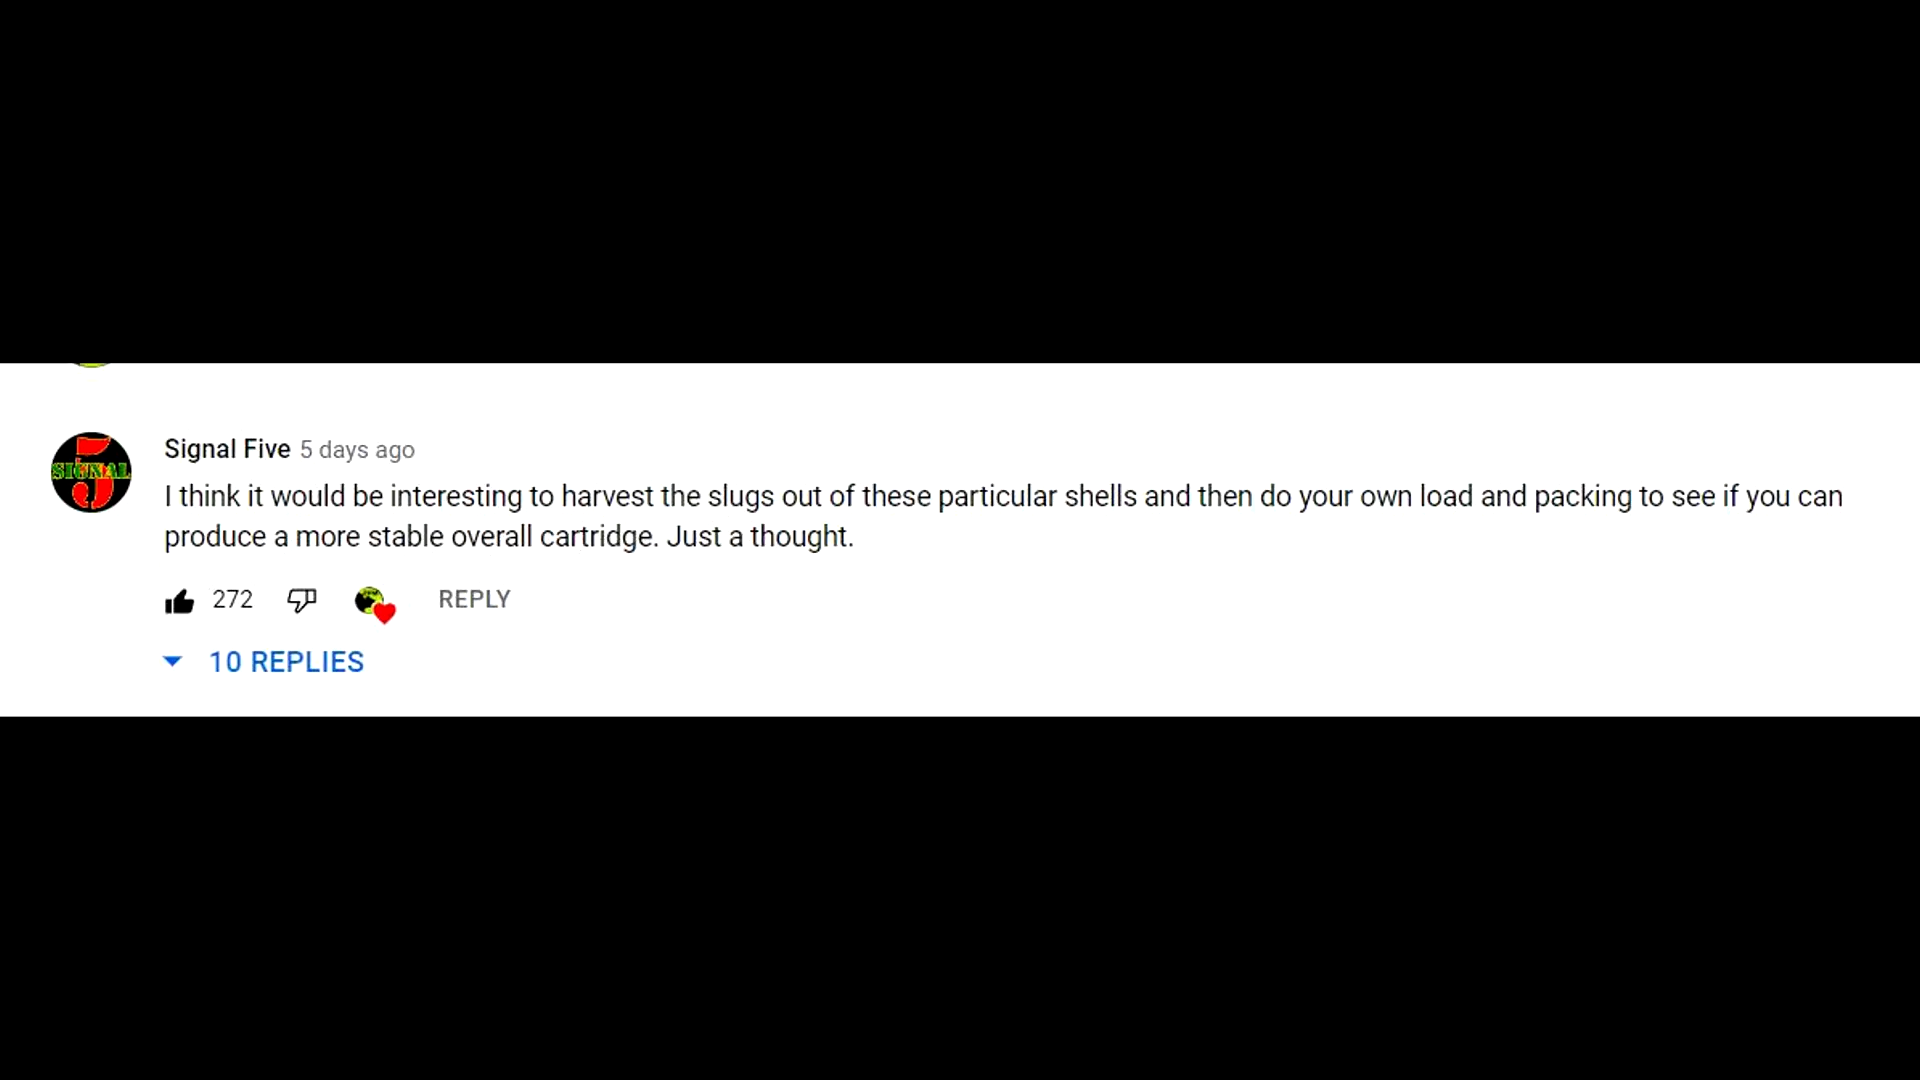 5
SIGNAL
Signal Five 5 days ago
I think it would be interesting to harvest the slugs out of these particular shells and then do your own load and packing to see if you can
produce a more stable overall cartridge. Just a thought.
272 REPLY
10 REPLIES